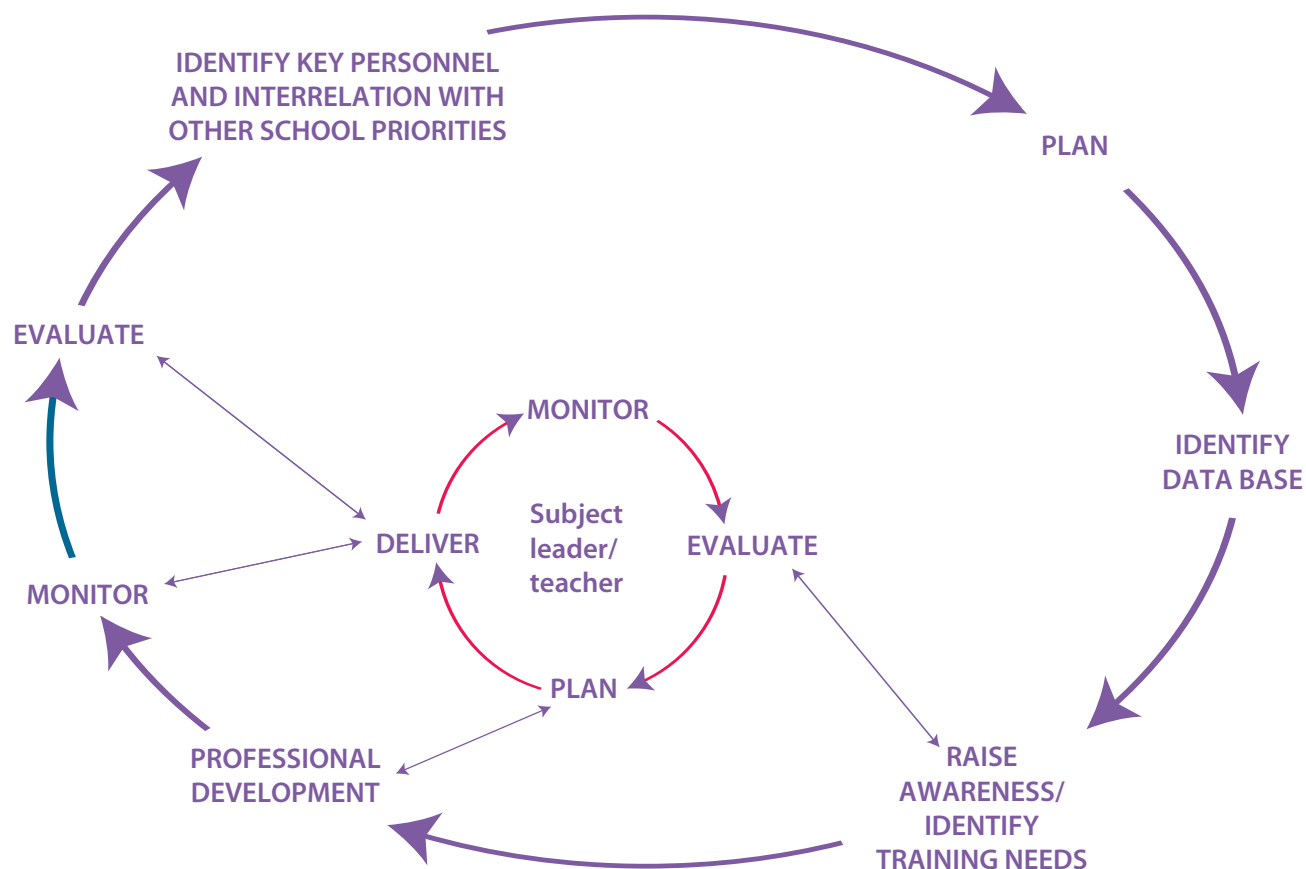 IDENTIFY KEY PERSONNEL
AND INTERRELATION WITH
OTHER SCHOOL PRIORITIES
PLAN
IDENTIFY
DATA BASE
RAISE
AWARENESS/
IDENTIFY
TRAINING NEEDS
PROFESSIONAL
DEVELOPMENT
MONITOR
EVALUATE
MONITOR
EVALUATE
PLAN
DELIVER
Subject
leader/
teacher